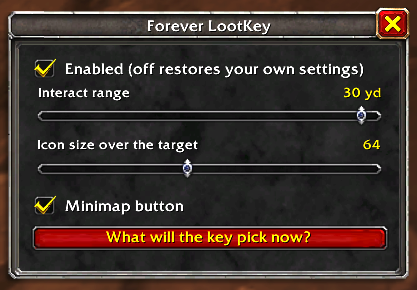 Forever LootKey
Enabled (off restores your own settings)
Interact range 30 yd
Icon size over the target 64
Minimap button
What will the key pick now?